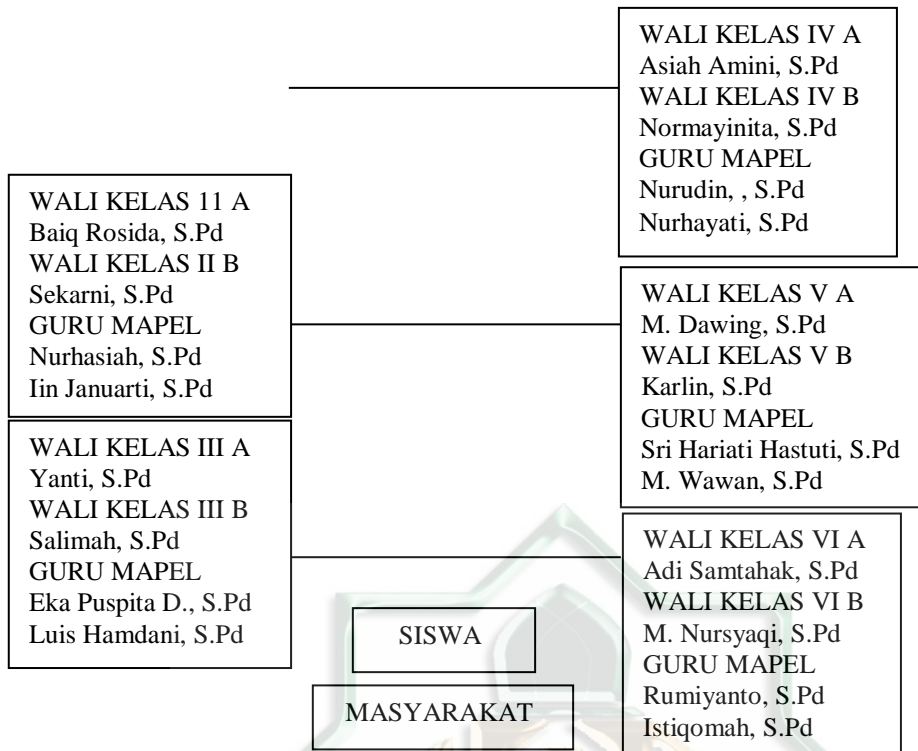 WALI KELAS IV A
Asiah Amini, S.Pd
WALI KELAS IV B
Normayinita, S.Pd
GURU MAPEL
Nurudin, , S.Pd
Nurhayati, S.Pd
WALI KELAS 11 A
Baiq Rosida, S.Pd
WALI KELAS II B
Sekarni, S.Pd
GURU MAPEL
Nurhasiah, S.Pd
Iin Januarti, S.Pd
WALI KELAS V A
M. Dawing, S.Pd
WALI KELAS V B
Karlin, S.Pd
GURU MAPEL
Sri Hariati Hastuti, S.Pd
M. Wawan, S.Pd
WALI KELAS III A
Yanti, S.Pd
WALI KELAS III B
Salimah, S.Pd
GURU MAPEL
Eka Puspita D., S.Pd
Luis Hamdani, S.Pd
WALI KELAS VI A
Adi Samtahak, S.Pd
WALI KELAS VI B
M. Nursyaqi, S.Pd
GURU MAPEL
Rumiyanto, S.Pd
Istiqomah, S.Pd
SISWA
MASYARAKAT